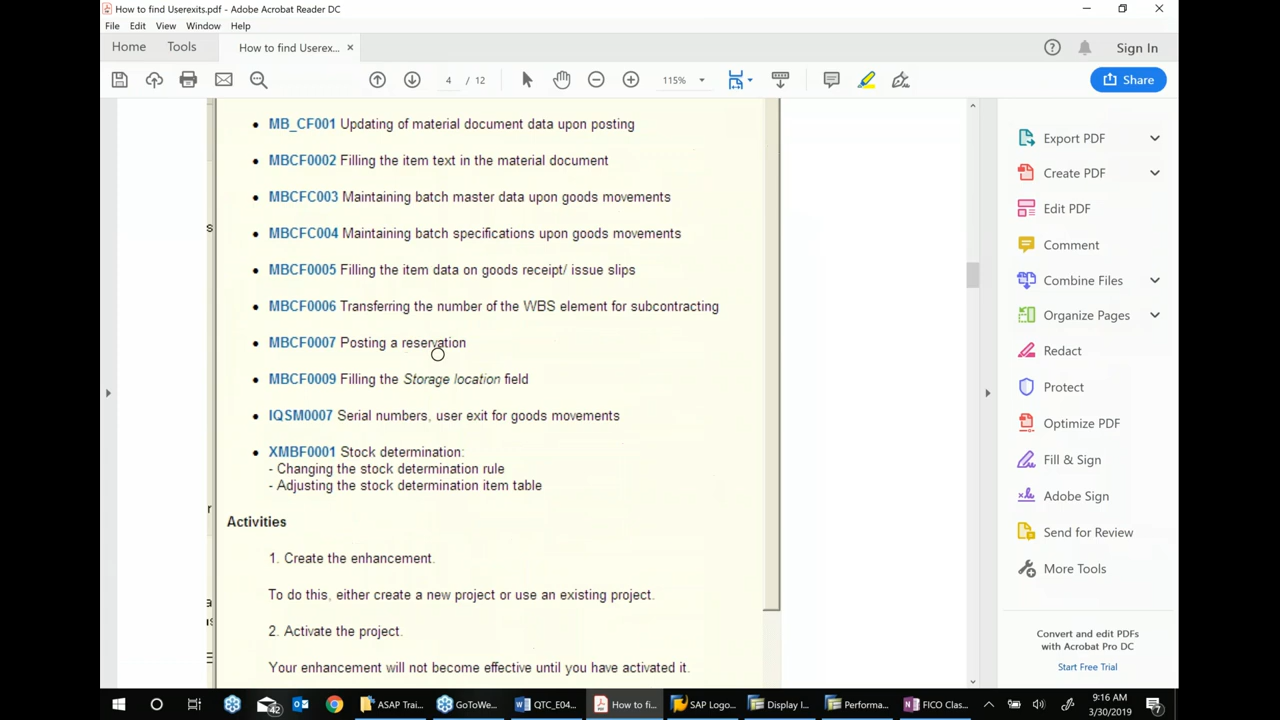 How to find Userexits.pdf - Adobe Acrobat Reader DC
File Edit View Window Help
Home Tools How to find Userex... × Sign In
4 / 12 115% Share
• MB_CF001 Updating of material document data upon posting
• MBCF0002 Filling the item text in the material document
• MBCFC003 Maintaining batch master data upon goods movements
• MBCFC004 Maintaining batch specifications upon goods movements
• MBCF0005 Filling the item data on goods receipt/ issue slips
• MBCF0006 Transferring the number of the WBS element for subcontracting
• MBCF0007 Posting a reservation
• MBCF0009 Filling the Storage location field
• IQSM0007 Serial numbers, user exit for goods movements
• XMBF0001 Stock determination:
- Changing the stock determination rule
- Adjusting the stock determination item table
Activities
1. Create the enhancement.
To do this, either create a new project or use an existing project.
2. Activate the project.
Your enhancement will not become effective until you have activated it.
Export PDF
Create PDF
Edit PDF
Comment
Combine Files
Organize Pages
Redact
Protect
Optimize PDF
Fill & Sign
Adobe Sign
Send for Review
More Tools
Convert and edit PDFs
with Acrobat Pro DC
Start Free Trial
ASAP Trai... GoToWe... QTC_E04... How to fi... SAP Logo... Display I... Performa... FICO Clas...
9:16 AM
3/30/2019